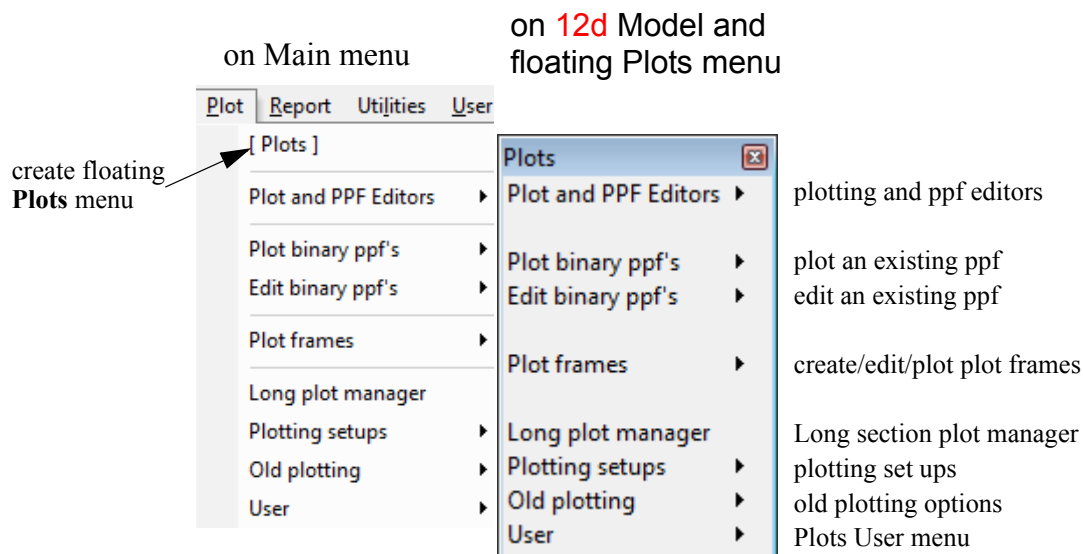 on Main menu
on 12d Model and
floating Plots menu
Plot Report Utilities User
create floating
Plots menu
[ Plots ]
Plot and PPF Editors
Plot binary ppf's
Edit binary ppf's
Plot frames
Long plot manager
Plotting setups
Old plotting
User
Plots
Plot and PPF Editors
Plot binary ppf's
Edit binary ppf's
Plot frames
Long plot manager
Plotting setups
Old plotting
User
plotting and ppf editors
plot an existing ppf
edit an existing ppf
create/edit/plot plot frames
Long section plot manager
plotting set ups
old plotting options
Plots User menu